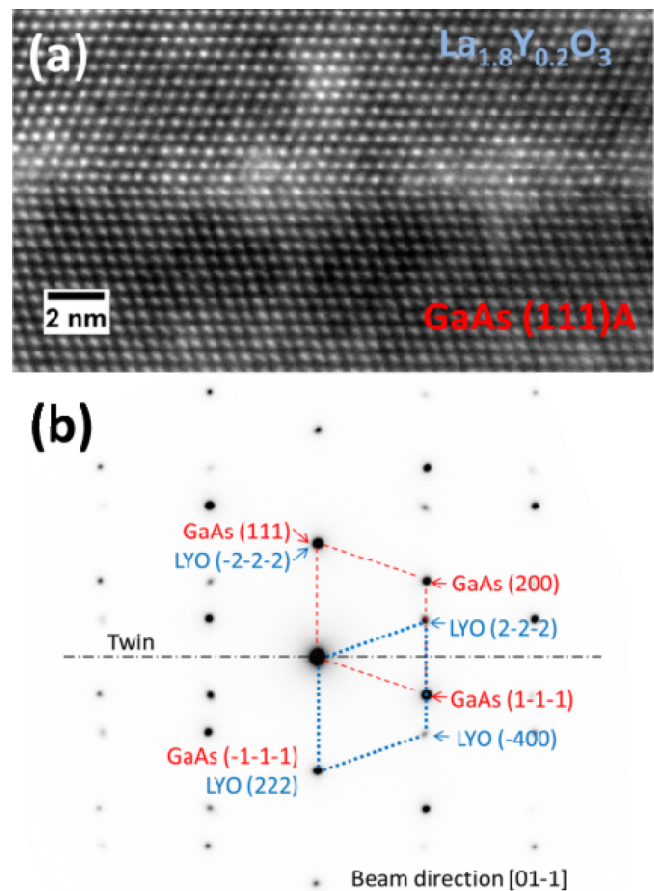 (a)
La1.8Y0.2O3
2 nm
GaAs (111)A
(b)
GaAs (111)
LYO (-2-2-2)
GaAs (200)
LYO (2-2-2)
Twin
GaAs (1-1-1)
GaAs (-1-1-1)
LYO (-400)
LYO (222)
Beam direction [01-1]